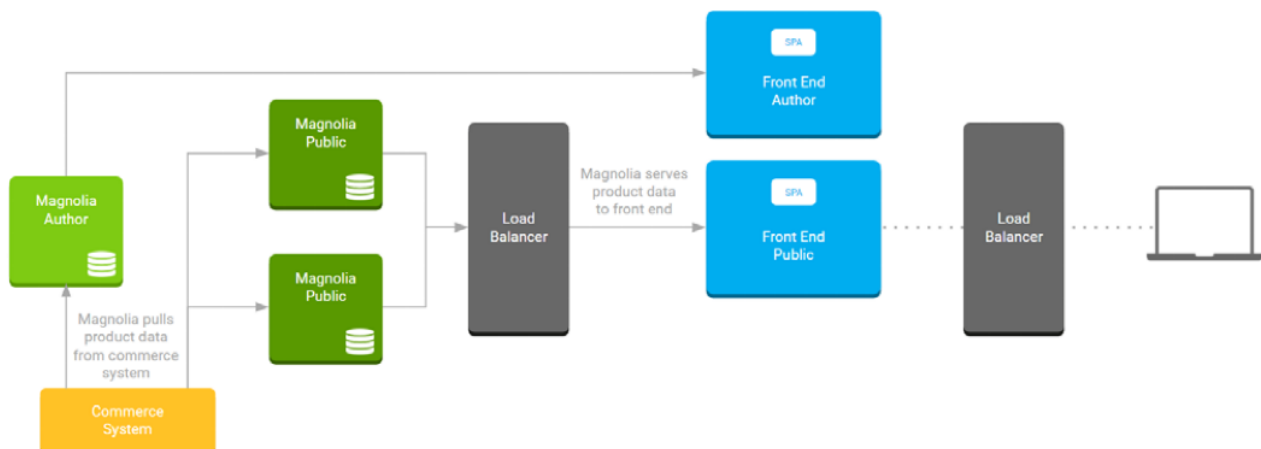 SPA
Front End
Author
Magnolia
Public
Magnolia
Author
Load
Balancer
Magnolia serves
product data
to front end
SPA
Front End
Public
Load
Balancer
Magnolia
Public
Magnolia pulls
product data
from commerce
system
Commerce
System